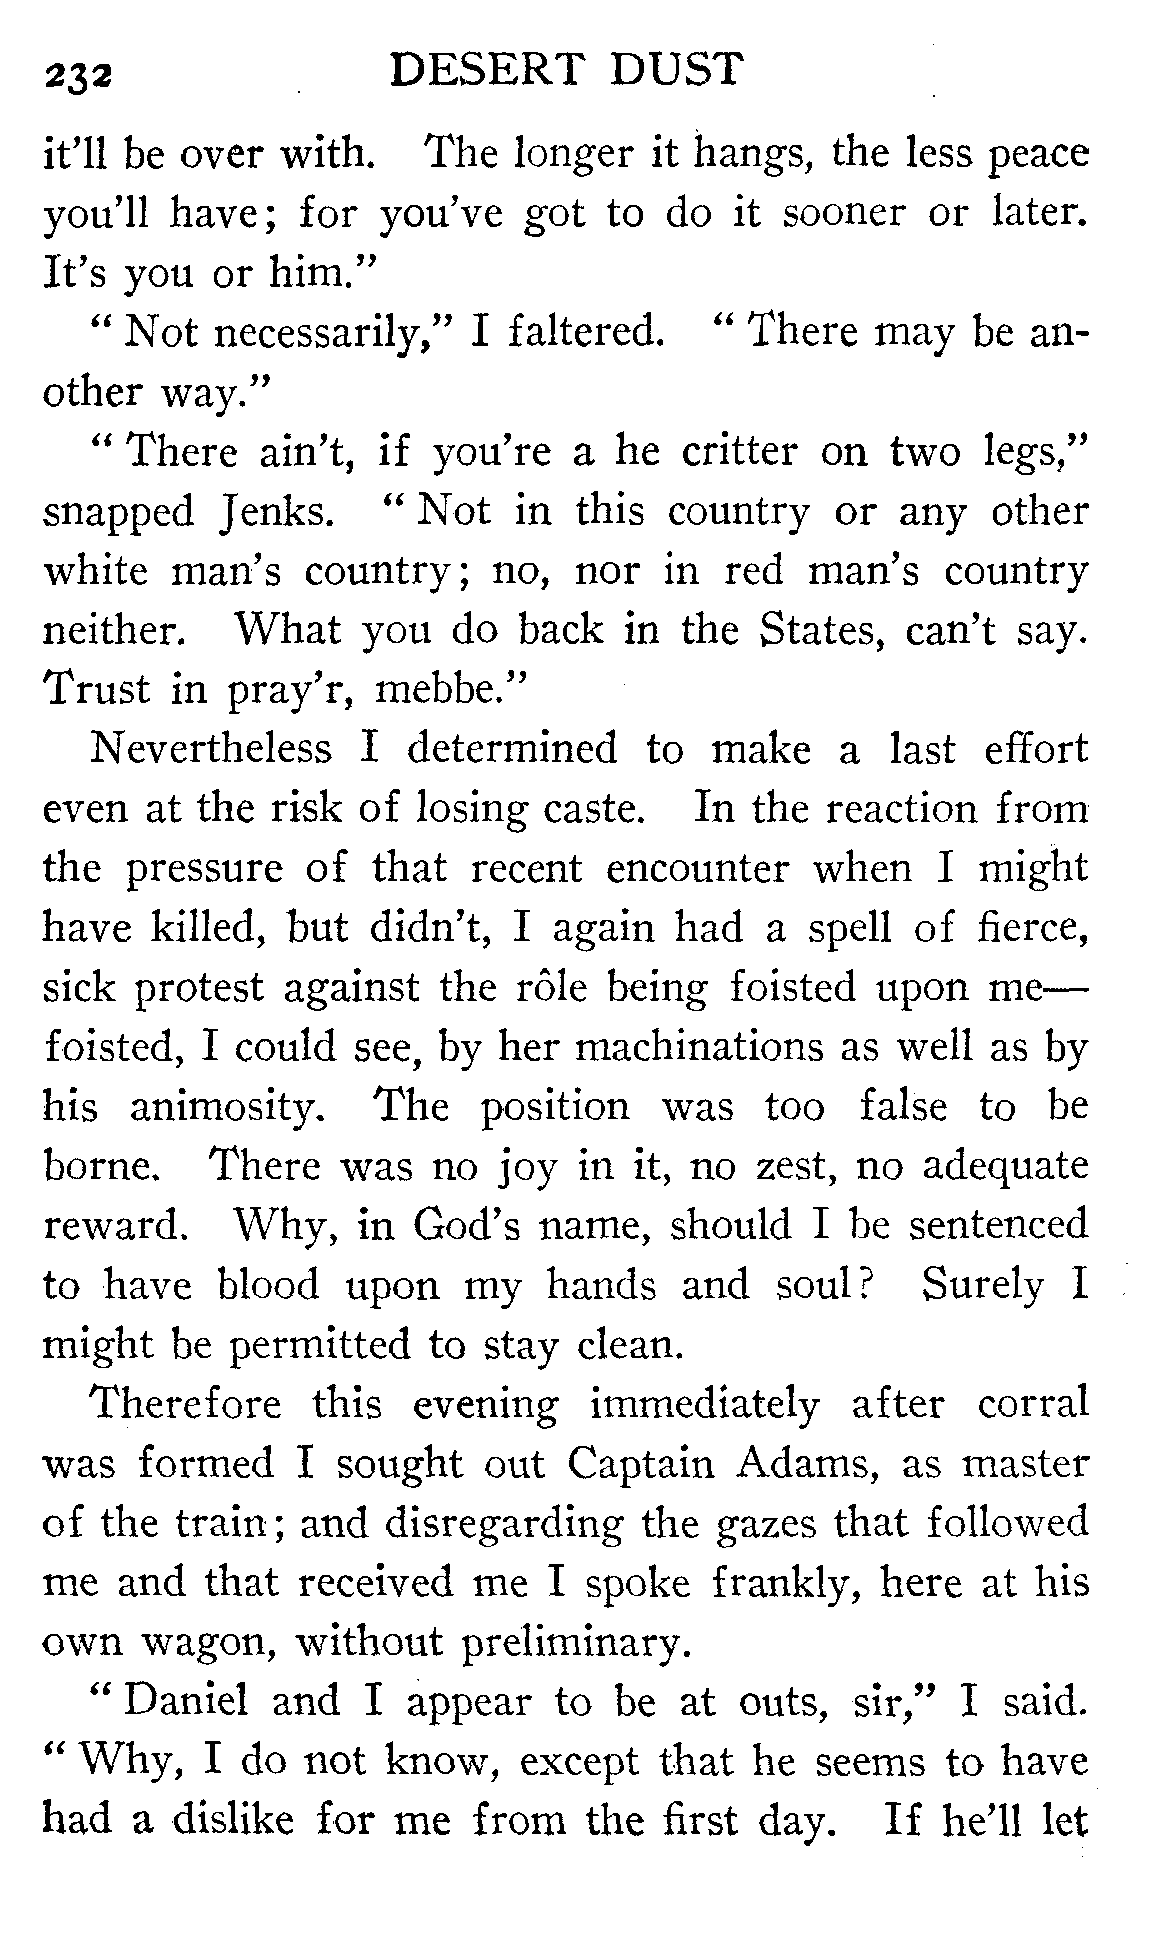 232 DESERT DUST
it'll be over with. The longer it hangs, the less peace
you'll have; for you've got to do it sooner or later.
It's you or him."
"Not necessarily," I faltered. "There may be an-
other way."
"There ain't, if you're a he critter on two legs,"
snapped Jenks. "Not in this country or any other
white man's country; no, nor in red man's country
neither. What you do back in the States, can't say.
Trust in pray'r, mebbe."
Nevertheless I determined to make a last effort
even at the risk of losing caste. In the reaction from
the pressure of that recent encounter when I might
have killed, but didn't, I again had a spell of fierce,
sick protest against the rôle being foisted upon me—
foisted, I could see, by her machinations as well as by
his animosity. The position was too false to be
borne. There was no joy in it, no zest, no adequate
reward. Why, in God's name, should I be sentenced
to have blood upon my hands and soul? Surely I
might be permitted to stay clean.
Therefore this evening immediately after corral
was formed I sought out Captain Adams, as master
of the train; and disregarding the gazes that followed
me and that received me I spoke frankly, here at his
own wagon, without preliminary.
"Daniel and I appear to be at outs, sir," I said.
"Why, I do not know, except that he seems to have
had a dislike for me from the first day. If he'll let